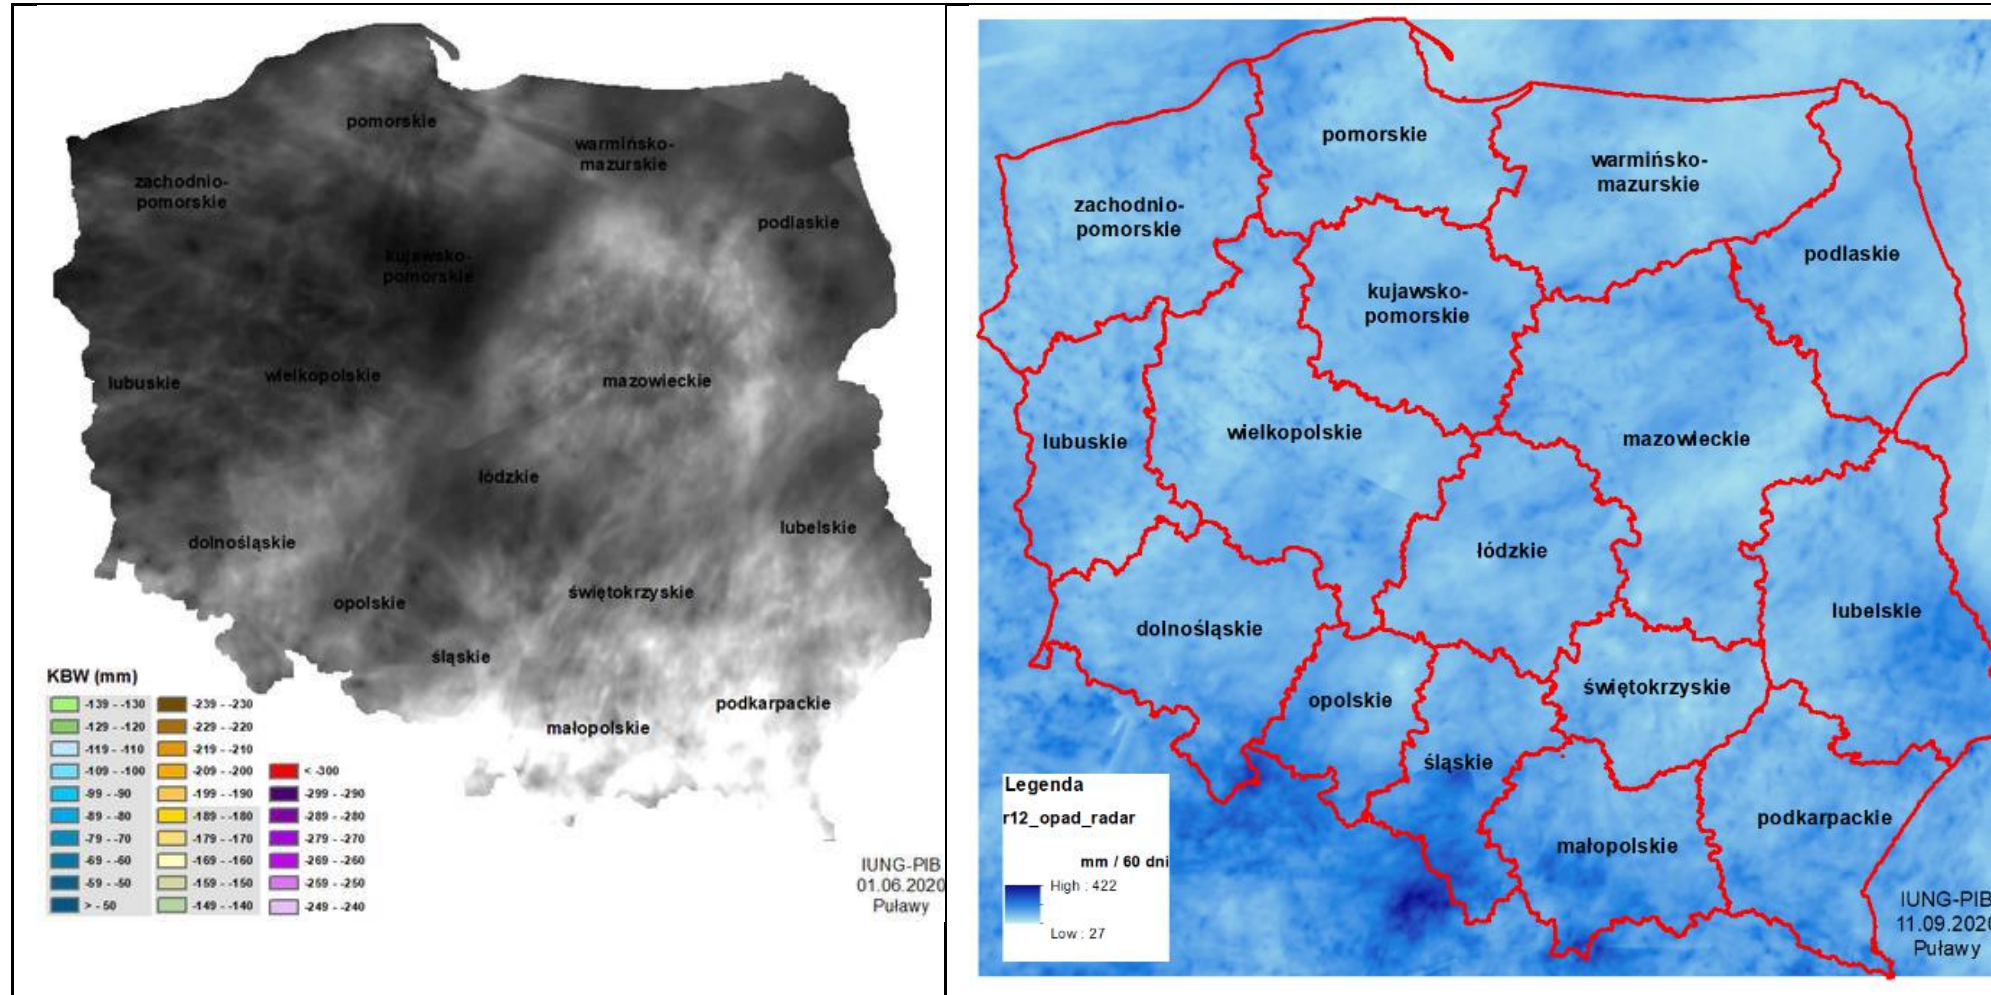 pomorskie
warmińsko-
mazurskie
zachodnio-
pomorskie
podlaskie
kujawsko-
pomorskie
lubuskie
wielkopolskie
mazowieckie
łódzkie
lubelskie
dolnośląskie
opolskie
świętokrzyskie
śląskie
podkarpackie
małopolskie
KBW (mm)
-139 - -130
-129 - -120
-119 - -110
-109 - -100
-99 - -90
-89 - -80
-79 - -70
-69 - -60
-59 - -50
> - 50
-239 - -230
-229 - -220
-219 - -210
-209 - -200
-199 - -190
-189 - -180
-179 - -170
-169 - -160
-159 - -150
-149 - -140
< -300
-299 - -290
-289 - -280
-279 - -270
-269 - -260
-259 - -250
-249 - -240
IUNG-PIB
01.06.2020
Puławy
pomorskie
warmińsko-
mazurskie
zachodnio-
pomorskie
podlaskie
kujawsko-
pomorskie
lubuskie
wielkopolskie
mazowieckie
łódzkie
lubelskie
dolnośląskie
opolskie
świętokrzyskie
śląskie
podkarpackie
małopolskie
Legenda
r12_opad_radar
mm / 60 dni
High : 422
Low : 27
IUNG-PIB
11.09.2020
Puławy